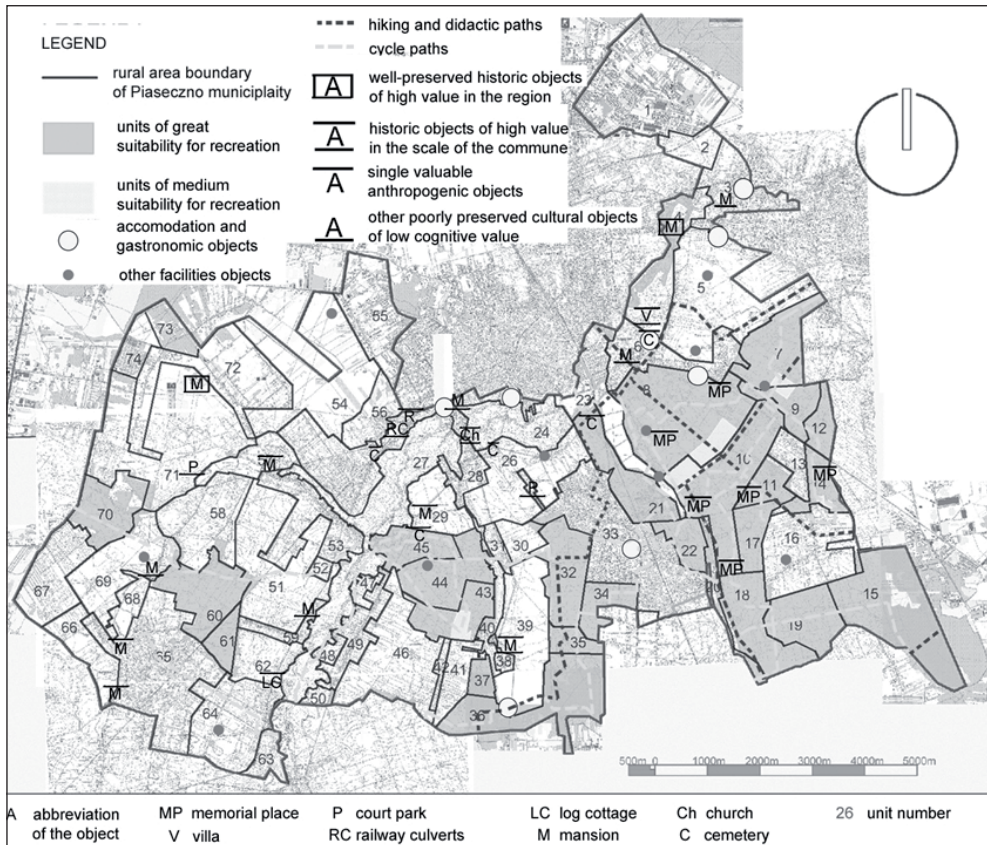 LEGEND
rural area boundary
of Piaseczno municiplaity
units of great
suitability for recreation
units of medium
suitability for recreation
accomodation and
gastronomic objects
other facilities objects
hiking and didactic paths
cycle paths
A well-preserved historic objects
of high value in the region
A historic objects of high value
in the scale of the commune
A single valuable
anthropogenic objects
A other poorly preserved cultural objects
of low cognitive value
1
2
3
M
4
M
5
V
C
6
M
7
8
MP
9
10
MP
11
12
13
14
MP
MP
MP
15
16
17
18
MP
19
21
22
23
C
24
R
M
Ch
C
26
R
27
28
M
29
C
RC
C
30
31
32
33
34
35
36
37
38
M
39
40
41
42
43
44
45
46
47
48
49
50
51
52
53
54
55
56
58
59
M
60
61
62
LC
63
64
65
66
67
68
69
70
71
P
M
72
M
73
74
M
M
M
500m 0 1000m 2000m 3000m 4000m 5000m
A abbreviation of the object
MP memorial place
V villa
P court park
RC railway culverts
LC log cottage
M mansion
Ch church
C cemetery
26 unit number